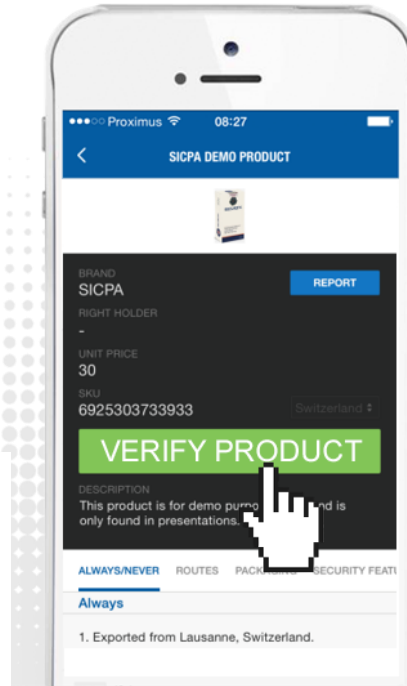 Proximus 08:27
SICPA DEMO PRODUCT
BRAND
SICPA
REPORT
RIGHT HOLDER
-
UNIT PRICE
30
SKU
6925303733933
Switzerland
VERIFY PRODUCT
DESCRIPTION
This product is for demo nd is
only found in presentations.
ALWAYS/NEVER ROUTES SECURITY
Always
1. Exported from Lausanne, Switzerland.